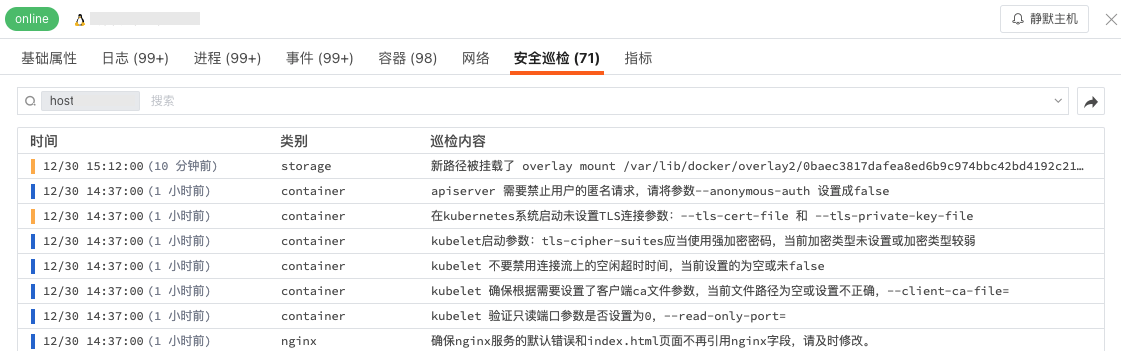 online
静默主机
基础属性 日志 (99+) 进程 (99+) 事件 (99+) 容器 (98) 网络 安全巡检 (71) 指标
host 搜索
时间 类别 巡检内容
12/30 15:12:00 (10 分钟前) storage 新路径被挂载了 overlay mount /var/lib/docker/overlay2/0baec3817dafea8ed6b9c974bbc42bd4192c21…
12/30 14:37:00 (1 小时前) container apiserver 需要禁止用户的匿名请求，请将参数--anonymous-auth 设置成false
12/30 14:37:00 (1 小时前) container 在kubernetes系统启动未设置TLS连接参数：--tls-cert-file 和 --tls-private-key-file
12/30 14:37:00 (1 小时前) container kubelet启动参数：tls-cipher-suites应当使用强加密密码，当前加密类型未设置或加密类型较弱
12/30 14:37:00 (1 小时前) container kubelet 不要禁用连接流上的空闲超时时间，当前设置的为空或未false
12/30 14:37:00 (1 小时前) container kubelet 确保根据需要设置了客户端ca文件参数，当前文件路径为空或设置不正确，--client-ca-file=
12/30 14:37:00 (1 小时前) container kubelet 验证只读端口参数是否设置为0，--read-only-port=
12/30 14:37:00 (1 小时前) nginx 确保nginx服务的默认错误和index.html页面不再引用nginx字段，请及时修改。